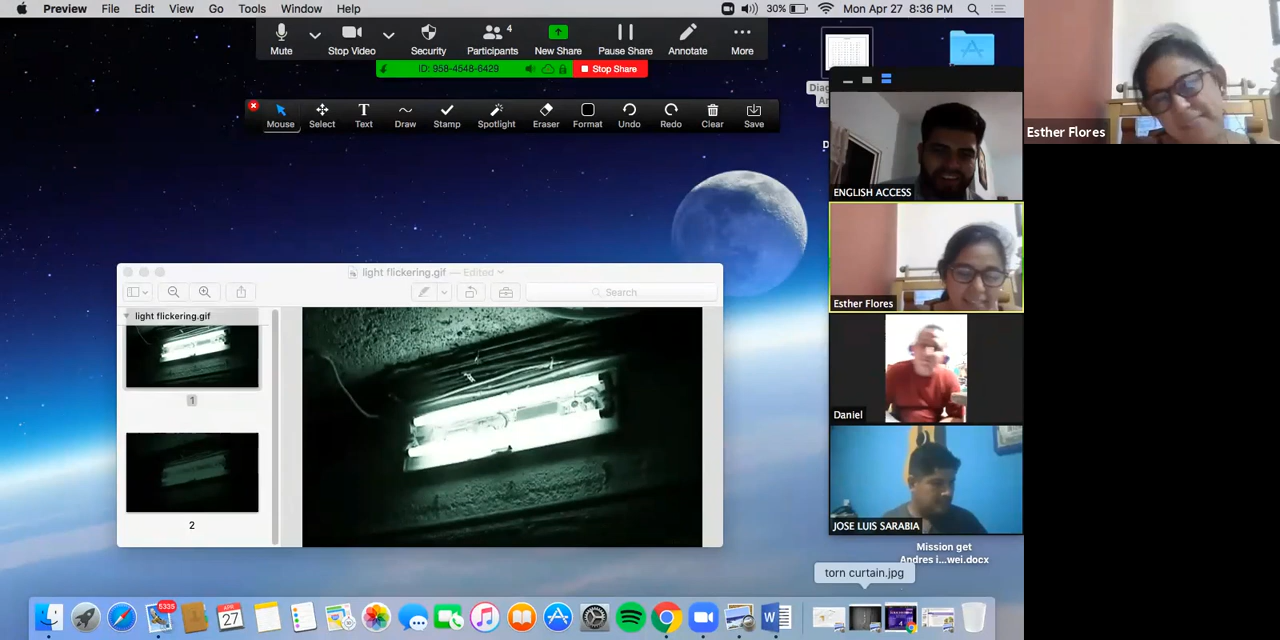 Preview File Edit View Go Tools Window Help
30% Mon Apr 27 8:36 PM
4
Mute Stop Video Security Participants New Share Pause Share Annotate More
ID: 958-4548-6429 Stop Share
Mouse Select Text Draw Stamp Spotlight Eraser Format Undo Redo Clear Save
ENGLISH ACCESS
Esther Flores
Esther Flores
Daniel
JOSE LUIS SARABIA
light flickering.gif — Edited
Search
light flickering.gif
1
2
Mission get
Andres i...wei.docx
torn curtain.jpg
5335
APR
27